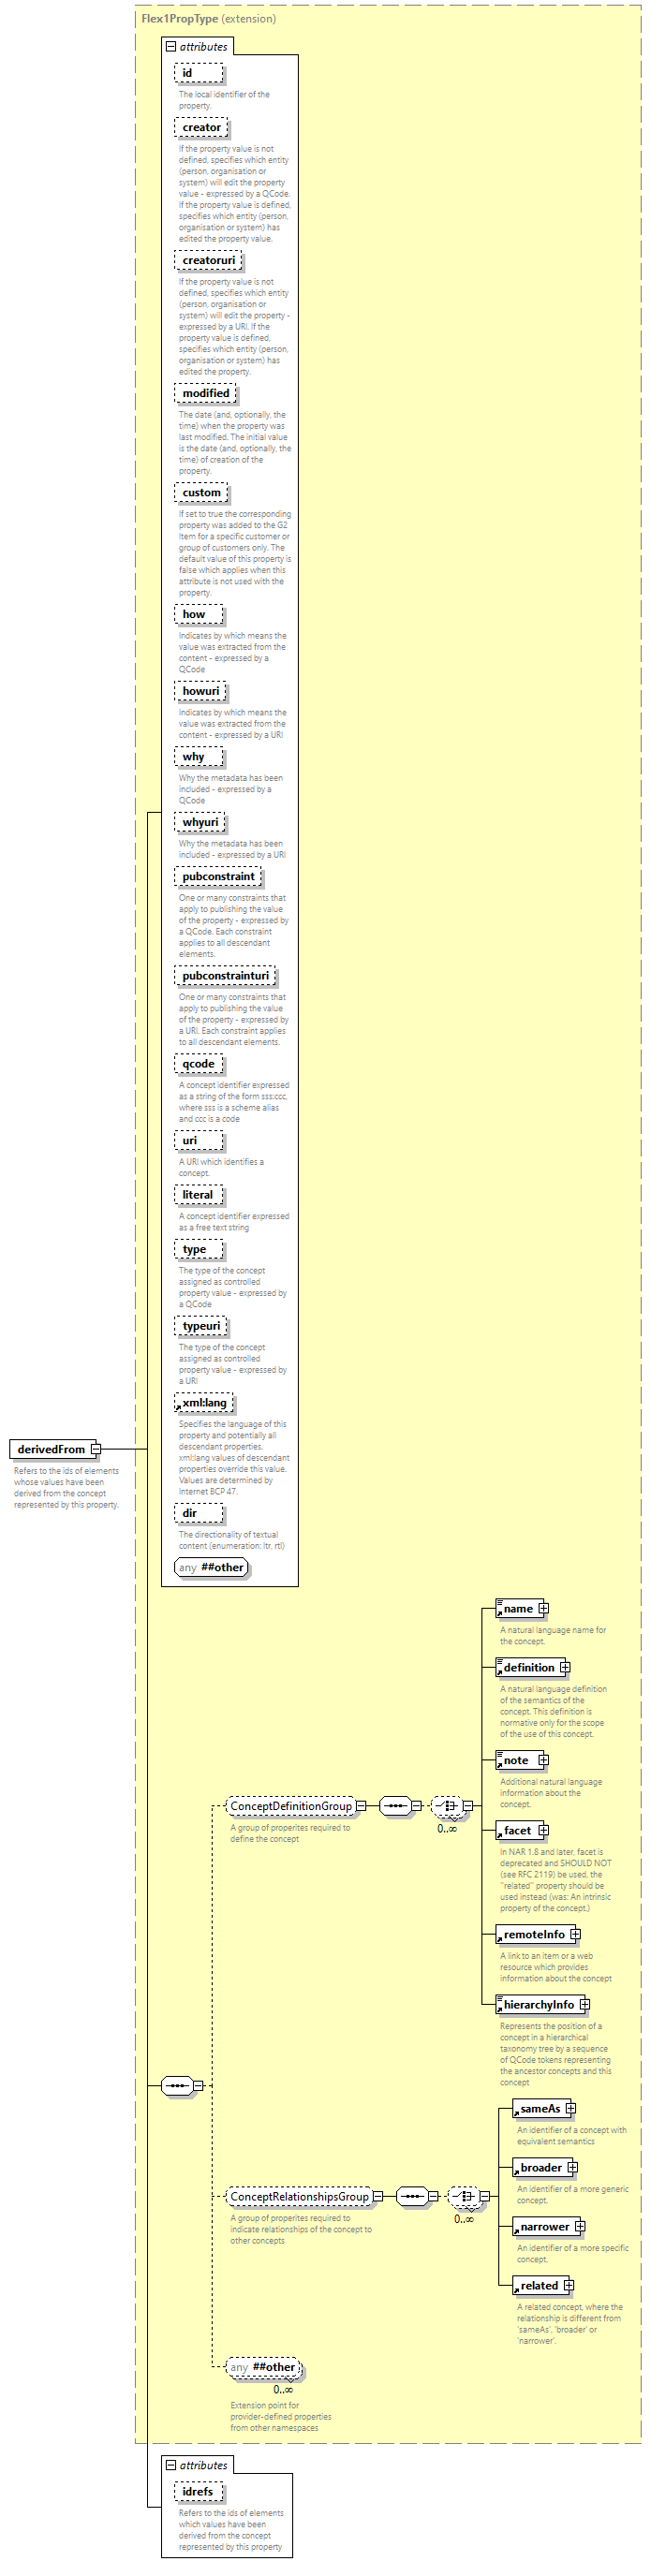 Flex1PropType (extension)
attributes
id
The local identifier of the
property.
creator
If the property value is not
defined, specifies which entity
(person, organisation or
system) will edit the property
value - expressed by a QCode.
If the property value is defined,
specifies which entity (person,
organisation or system) has
edited the property value.
creatoruri
If the property value is not
defined, specifies which entity
(person, organisation or
system) will edit the property -
expressed by a URI. If the
property value is defined,
specifies which entity (person,
organisation or system) has
edited the property.
modified
The date (and, optionally, the
time) when the property was
last modified. The initial value
is the date (and, optionally, the
time) of creation of the
property.
custom
If set to true the corresponding
property was added to the G2
Item for a specific customer or
group of customers only. The
default value of this property is
false which applies when this
attribute is not used with the
property.
how
Indicates by which means the
value was extracted from the
content - expressed by a
QCode
howuri
Indicates by which means the
value was extracted from the
content - expressed by a URI
why
Why the metadata has been
included - expressed by a
QCode
whyuri
Why the metadata has been
included - expressed by a URI
pubconstraint
One or many constraints that
apply to publishing the value
of the property - expressed by
a QCode. Each constraint
applies to all descendant
elements.
pubconstrainturi
One or many constraints that
apply to publishing the value
of the property - expressed by
a URI. Each constraint applies
to all descendant elements.
qcode
A concept identifier expressed
as a string of the form sss:ccc,
where sss is a scheme alias
and ccc is a code
uri
A URI which identifies a
concept.
literal
A concept identifier expressed
as a free text string
type
The type of the concept
assigned as controlled
property value - expressed by
a QCode
typeuri
The type of the concept
assigned as controlled
property value - expressed by
a URI
xml:lang
Specifies the language of this
property and potentially all
descendant properties.
xml:lang values of descendant
properties override this value.
Values are determined by
Internet BCP 47.
dir
The directionality of textual
content (enumeration: ltr, rtl)
any ##other
derivedFrom
Refers to the ids of elements
whose values have been
derived from the concept
represented by this property.
name
A natural language name for
the concept.
definition
A natural language definition
of the semantics of the
concept. This definition is
normative only for the scope
of the use of this concept.
note
Additional natural language
information about the
concept.
ConceptDefinitionGroup
0..∞
A group of properites required to
define the concept
facet
In NAR 1.8 and later, facet is
deprecated and SHOULD NOT
(see RFC 2119) be used, the
"related" property should be
used instead (was: An intrinsic
property of the concept.)
remoteInfo
A link to an item or a web
resource which provides
information about the concept
hierarchyInfo
Represents the position of a
concept in a hierarchical
taxonomy tree by a sequence
of QCode tokens representing
the ancestor concepts and this
concept
sameAs
An identifier of a concept with
equivalent semantics
broader
An identifier of a more generic
concept.
ConceptRelationshipsGroup
0..∞
A group of properites required to
indicate relationships of the concept to
other concepts
narrower
An identifier of a more specific
concept.
related
A related concept, where the
relationship is different from
'sameAs', 'broader' or
'narrower'.
any ##other
0..∞
Extension point for
provider-defined properties
from other namespaces
attributes
idrefs
Refers to the ids of elements
which values have been
derived from the concept
represented by this property